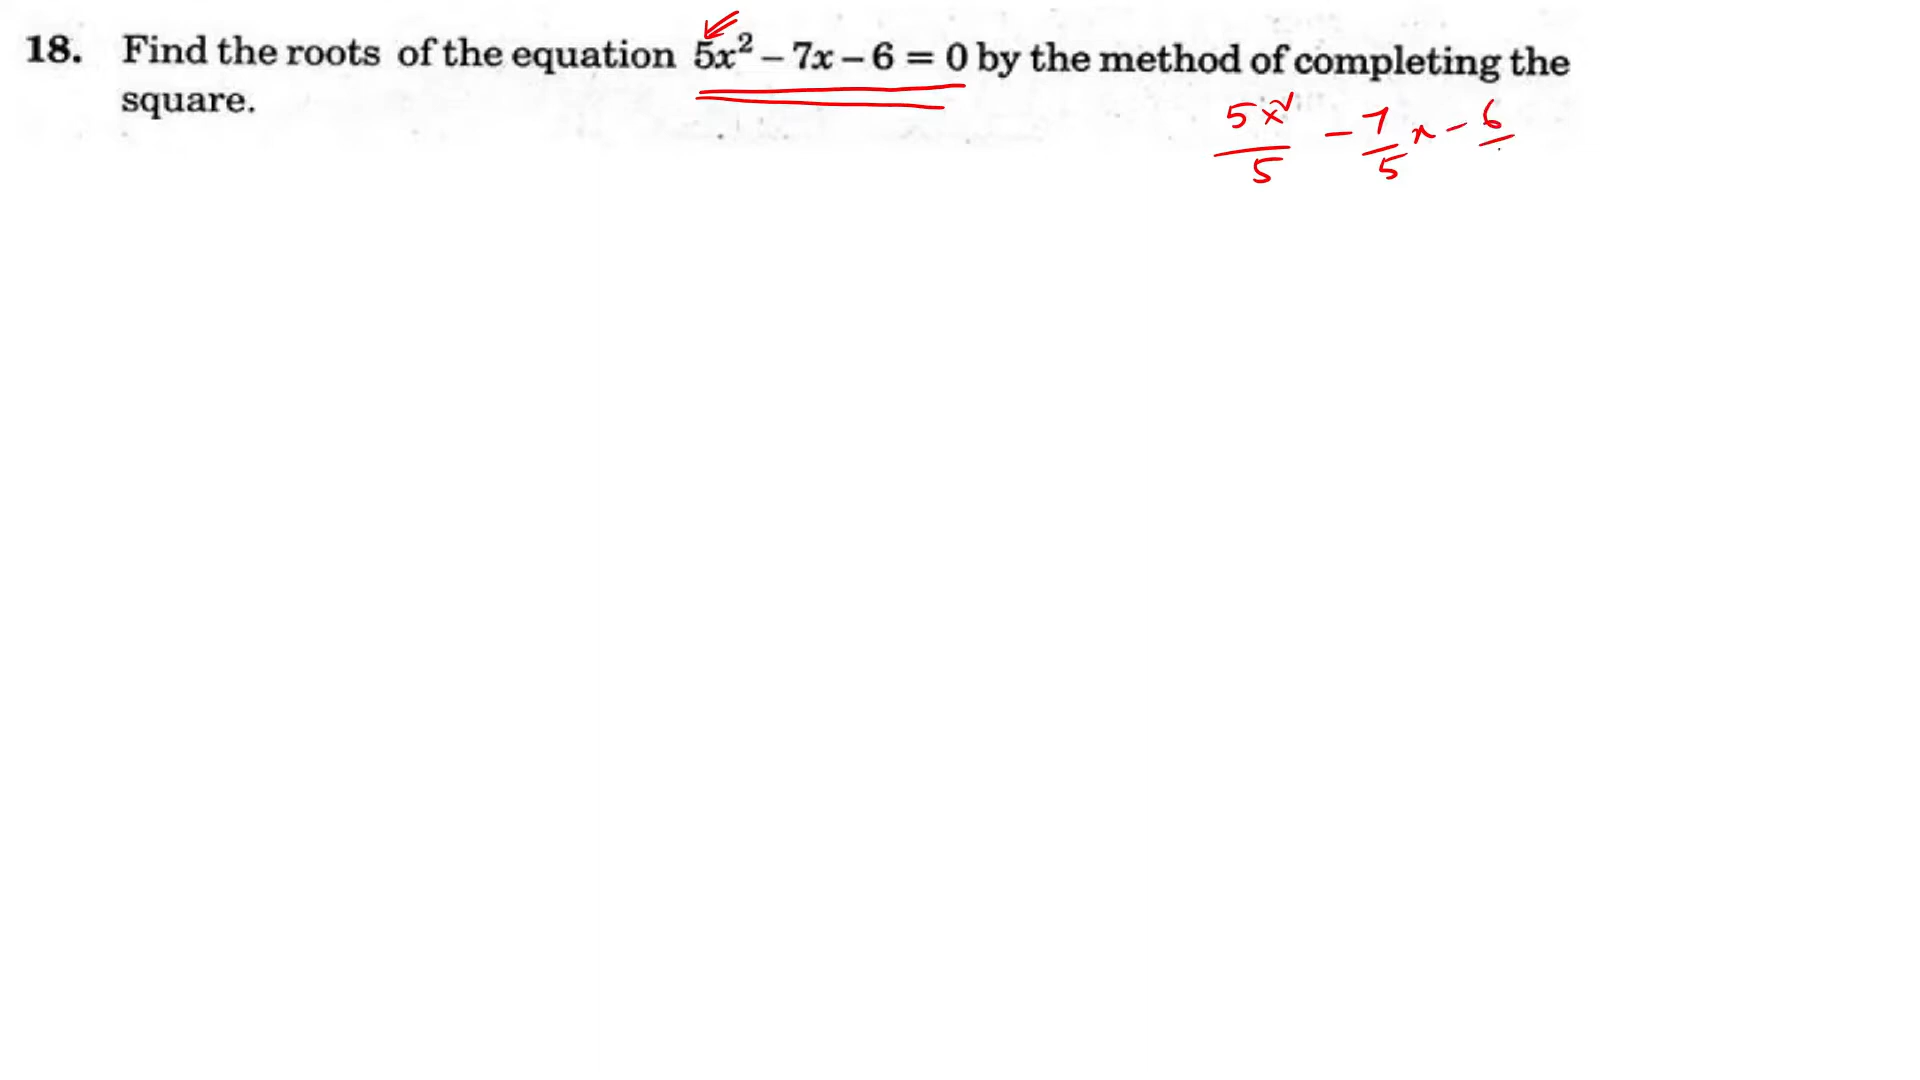 18. Find the roots of the equation 5x² – 7x – 6 = 0 by the method of completing the
square.
5x²/5 - 7/5 x - 6